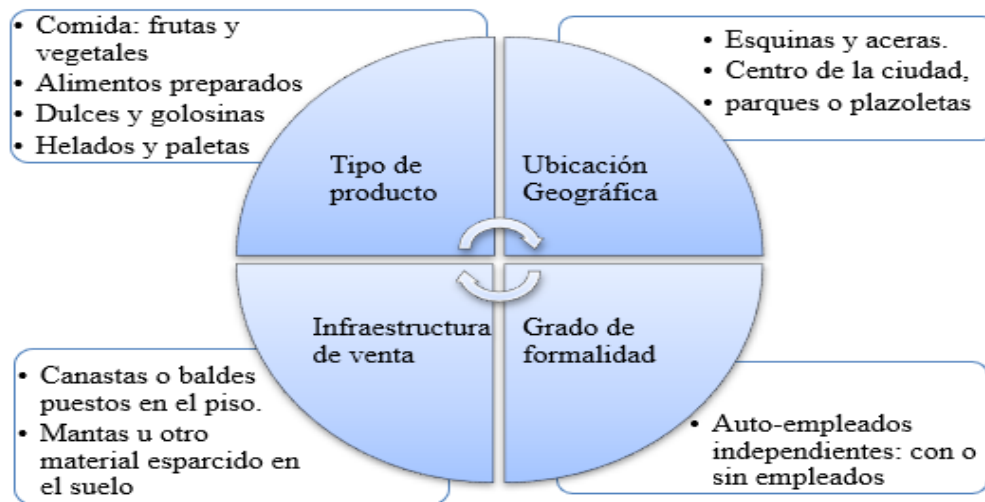 • Comida: frutas y
vegetales
• Alimentos preparados
• Dulces y golosinas
• Helados y paletas
• Esquinas y aceras.
• Centro de la ciudad,
• parques o plazoletas
Tipo de
producto
Ubicación
Geográfica
Infraestructura
de venta
Grado de
formalidad
• Canastas o baldes
puestos en el piso.
• Mantas u otro
material esparcido en
el suelo
• Auto-empleados
independientes: con o
sin empleados